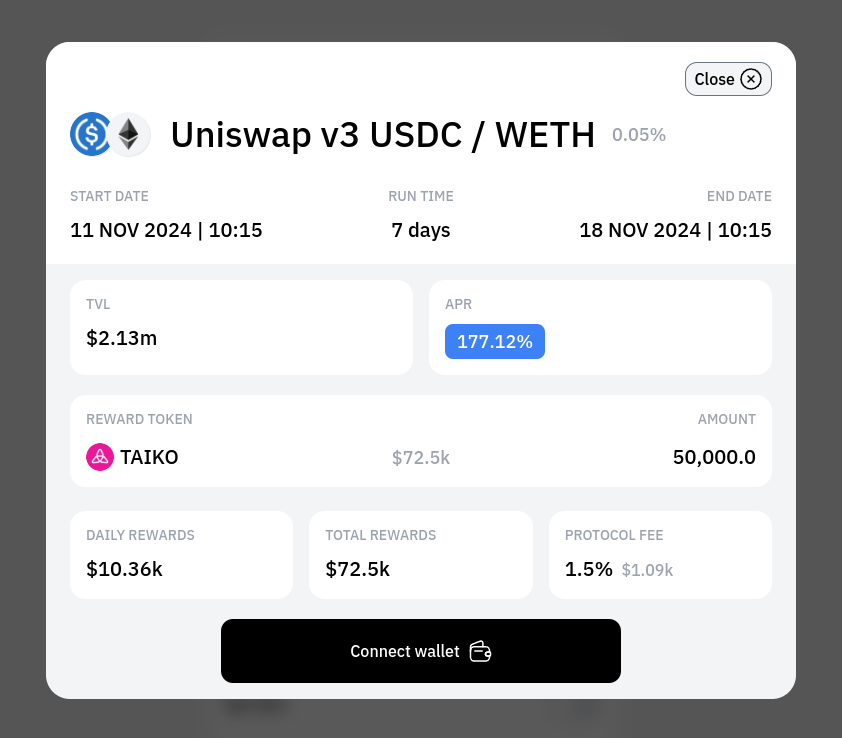 Close
Uniswap v3 USDC / WETH 0.05%
START DATE RUN TIME END DATE
11 NOV 2024 | 10:15 7 days 18 NOV 2024 | 10:15
TVL APR
$2.13m 177.12%
REWARD TOKEN AMOUNT
TAIKO $72.5k 50,000.0
DAILY REWARDS TOTAL REWARDS PROTOCOL FEE
$10.36k $72.5k 1.5% $1.09k
Connect wallet